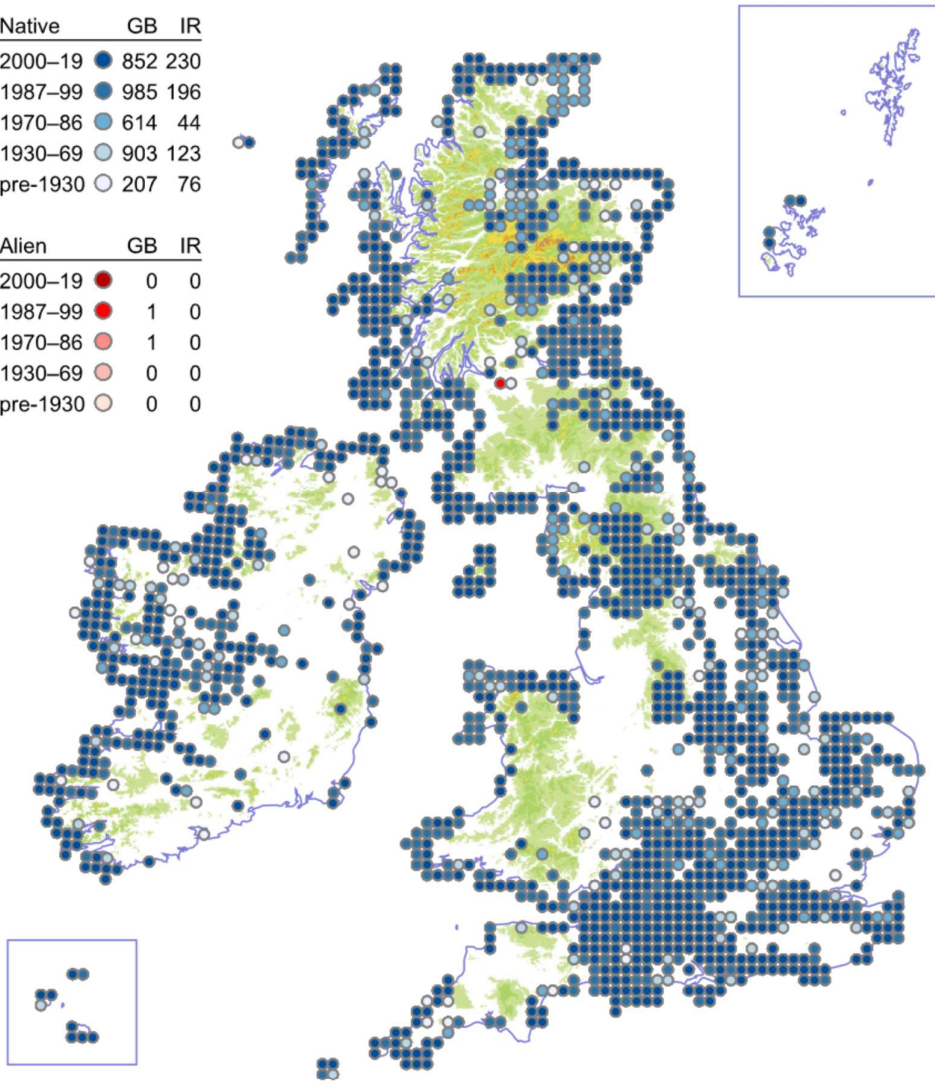 Native GB IR
2000–19 852 230
1987–99 985 196
1970–86 614 44
1930–69 903 123
pre-1930 207 76
Alien GB IR
2000–19 0 0
1987–99 1 0
1970–86 1 0
1930–69 0 0
pre-1930 0 0